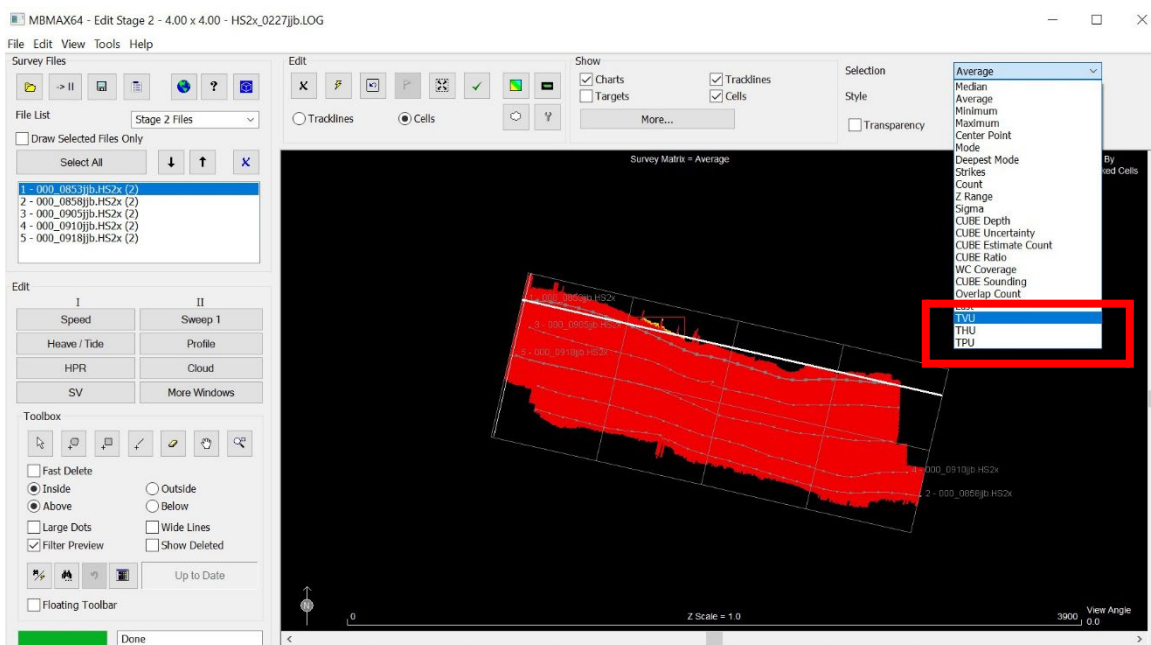 MBMAX64 - Edit Stage 2 - 4.00 x 4.00 - HS2x_0227jjb.LOG
File Edit View Tools Help
Survey Files
->II
?
File List
Stage 2 Files
Draw Selected Files Only
Select All
X
1 - 000_0853jjb.HS2x (2)
2 - 000_0858jjb.HS2x (2)
3 - 000_0905jjb.HS2x (2)
4 - 000_0910jjb.HS2x (2)
5 - 000_0918jjb.HS2x (2)
Edit
I
II
Speed
Sweep 1
Heave / Tide
Profile
HPR
Cloud
SV
More Windows
Toolbox
Fast Delete
Inside
Outside
Above
Below
Large Dots
Wide Lines
Filter Preview
Show Deleted
Up to Date
Floating Toolbar
Done
Edit
X
Tracklines
Cells
Show
Charts
Tracklines
Targets
Cells
More...
Selection
Average
Style
Transparency
Median
Average
Minimum
Maximum
Center Point
Mode
Deepest Mode
Strikes
Count
Z Range
Sigma
CUBE Depth
CUBE Uncertainty
CUBE Estimate Count
CUBE Ratio
WC Coverage
CUBE Sounding
Overlap Count
TVU
THU
TPU
Survey Matrix = Average
By
ked Cells
4 - 000_0910jjb.HS2x
2 - 000_0858jjb.HS2x
N
0
Z Scale = 1.0
3900
View Angle
0.0